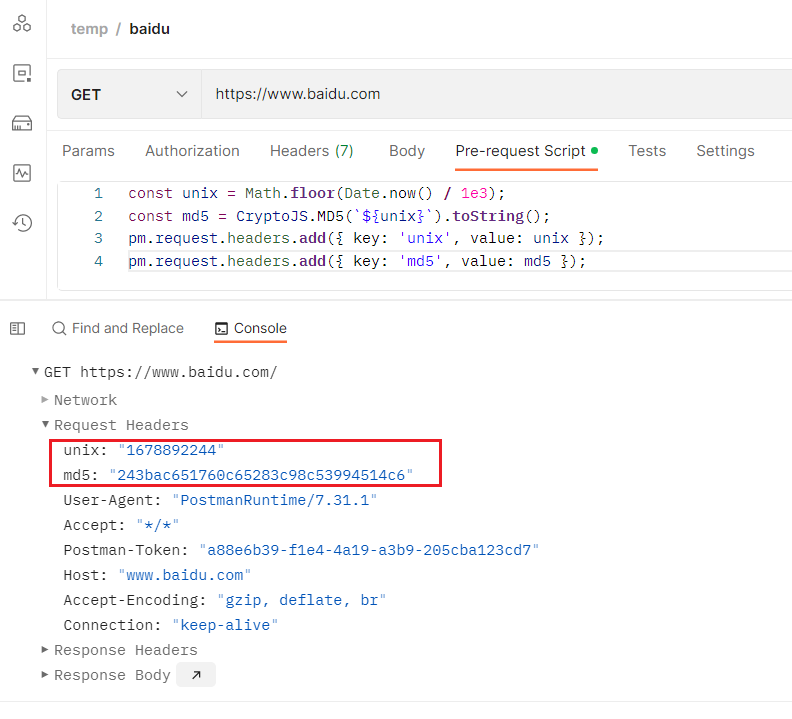 temp / baidu
GET https://www.baidu.com
Params Authorization Headers (7) Body Pre-request Script Tests Settings
1 const unix = Math.floor(Date.now() / 1e3);
2 const md5 = CryptoJS.MD5(`${unix}`).toString();
3 pm.request.headers.add({ key: 'unix', value: unix });
4 pm.request.headers.add({ key: 'md5', value: md5 });
Find and Replace Console
GET https://www.baidu.com/
Network
Request Headers
unix: "1678892244"
md5: "243bac651760c65283c98c53994514c6"
User-Agent: "PostmanRuntime/7.31.1"
Accept: "*/*"
Postman-Token: "a88e6b39-f1e4-4a19-a3b9-205cba123cd7"
Host: "www.baidu.com"
Accept-Encoding: "gzip, deflate, br"
Connection: "keep-alive"
Response Headers
Response Body